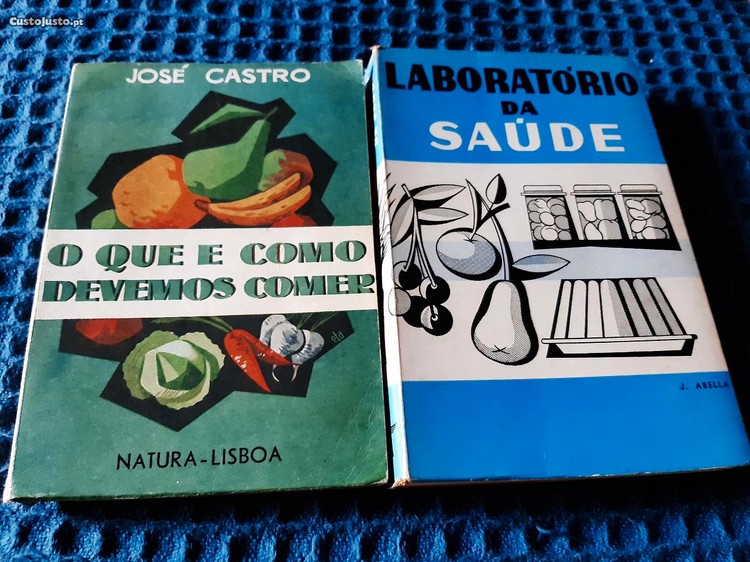 CustoJusto.pt
JOSÉ CASTRO
O QUE E COMO
DEVEMOS COMER
NATURA-LISBOA
LABORATÓRIO
DA
SAÚDE
J. ABELLA